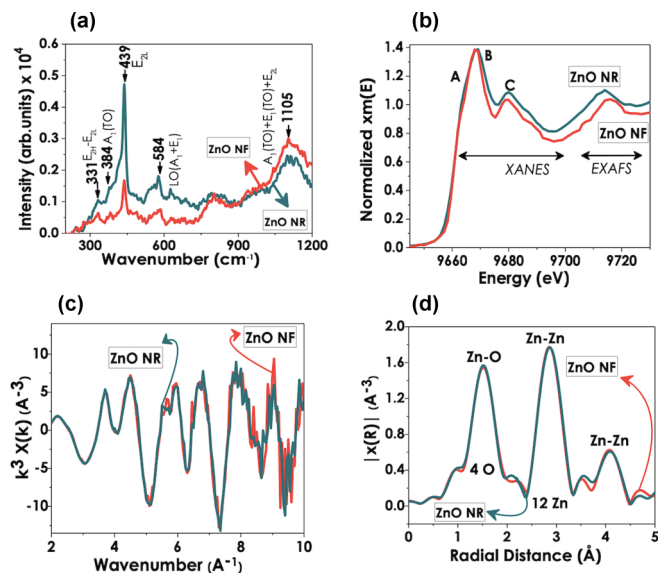 (a)
Intensity (arb.units) x 10⁴
0.6
0.5
0.4
0.3
0.2
0.1
0.0
331 E₂H-E₂L
384 A₁(TO)
439 E₂L
584
LO(A₁+E₁)
A₁(TO)+E₁(TO)+E₂L
1105
ZnO NF
ZnO NR
300 600 900 1200
Wavenumber (cm⁻¹)
(b)
Normalized xm(E)
1.4
1.2
1.0
0.8
0.6
0.4
0.2
0.0
A
B
C
ZnO NR
ZnO NF
XANES
EXAFS
9660 9680 9700 9720
Energy (eV)
(c)
k³ X(k) (A⁻³)
10
5
0
-5
-10
ZnO NR
ZnO NF
2 4 6 8 10
Wavenumber (A⁻¹)
(d)
|x(R)| (A⁻³)
2.0
1.6
1.2
0.8
0.4
0.0
Zn-O
Zn-Zn
ZnO NF
Zn-Zn
4 O
12 Zn
ZnO NR
0 1 2 3 4 5
Radial Distance (Å)